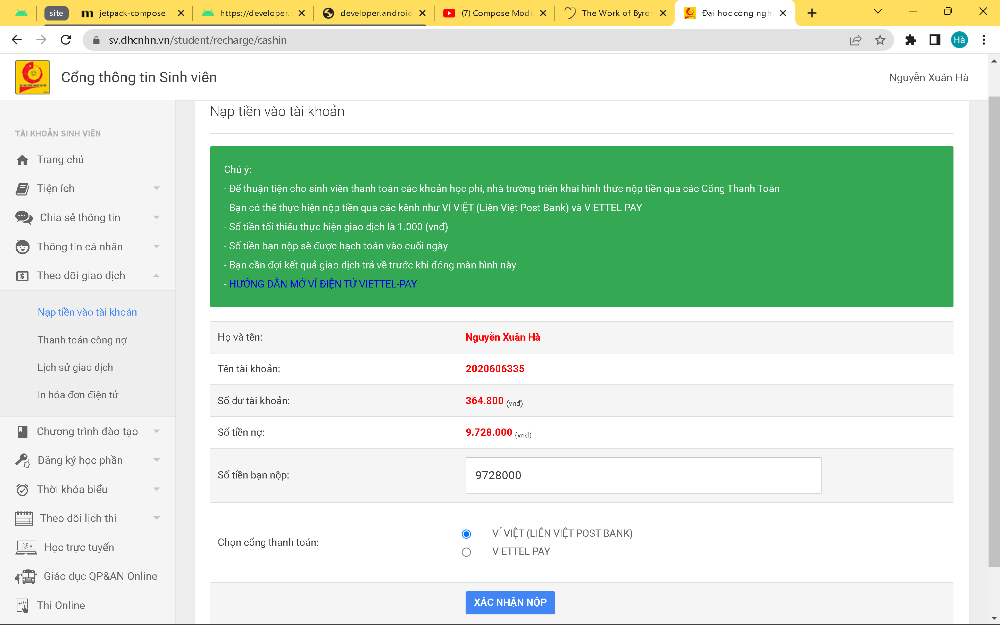 site
jetpack-compose
https://developer.a
developer.android
(7) Compose Modi
The Work of Byron
Đại học công ngh
sv.dhcnhn.vn/student/recharge/cashin
Hà
Cổng thông tin Sinh viên
Nguyễn Xuân Hà
TÀI KHOẢN SINH VIÊN
Trang chủ
Tiện ích
Chia sẻ thông tin
Thông tin cá nhân
Theo dõi giao dịch
Nạp tiền vào tài khoản
Thanh toán công nợ
Lịch sử giao dịch
In hóa đơn điện tử
Chương trình đào tạo
Đăng ký học phần
Thời khóa biểu
Theo dõi lịch thi
Học trực tuyến
Giáo dục QP&AN Online
Thi Online
Nạp tiền vào tài khoản
Chú ý:
- Để thuận tiện cho sinh viên thanh toán các khoản học phí, nhà trường triển khai hình thức nộp tiền qua các Cổng Thanh Toán
- Bạn có thể thực hiện nộp tiền qua các kênh như VÍ VIỆT (Liên Việt Post Bank) và VIETTEL PAY
- Số tiền tối thiểu thực hiện giao dịch là 1.000 (vnđ)
- Số tiền bạn nộp sẽ được hạch toán vào cuối ngày
- Bạn cần đợi kết quả giao dịch trả về trước khi đóng màn hình này
- HƯỚNG DẪN MỞ VÍ ĐIỆN TỬ VIETTEL-PAY
Họ và tên: Nguyễn Xuân Hà
Tên tài khoản: 2020606335
Số dư tài khoản: 364.800 (vnđ)
Số tiền nợ: 9.728.000 (vnđ)
Số tiền bạn nộp: 9728000
Chọn cổng thanh toán:
VÍ VIỆT (LIÊN VIỆT POST BANK)
VIETTEL PAY
XÁC NHẬN NỘP